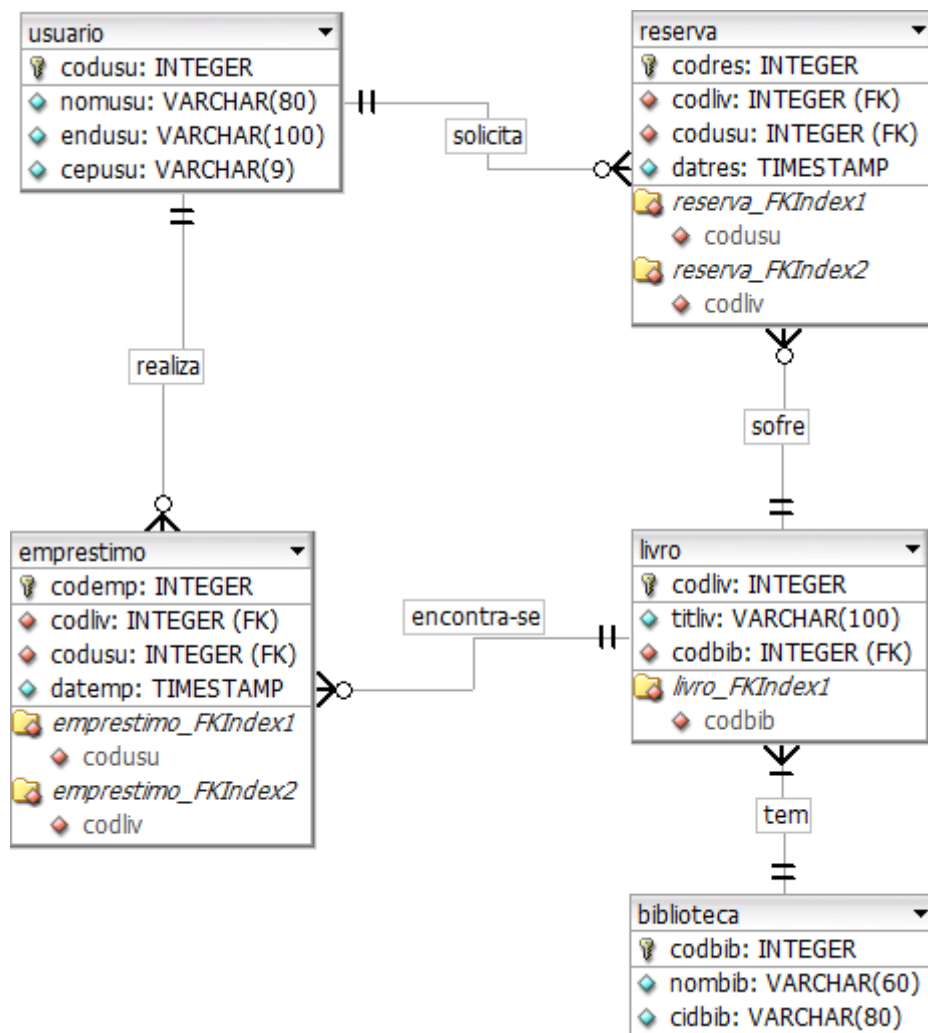 usuario
codusu: INTEGER
nomusu: VARCHAR(80)
endusu: VARCHAR(100)
cepusu: VARCHAR(9)
solicita
reserva
codres: INTEGER
codliv: INTEGER (FK)
codusu: INTEGER (FK)
datres: TIMESTAMP
reserva_FKIndex1
codusu
reserva_FKIndex2
codliv
realiza
sofre
emprestimo
codemp: INTEGER
codliv: INTEGER (FK)
codusu: INTEGER (FK)
datemp: TIMESTAMP
emprestimo_FKIndex1
codusu
emprestimo_FKIndex2
codliv
encontra-se
livro
codliv: INTEGER
titliv: VARCHAR(100)
codbib: INTEGER (FK)
livro_FKIndex1
codbib
tem
biblioteca
codbib: INTEGER
nombib: VARCHAR(60)
cidbib: VARCHAR(80)